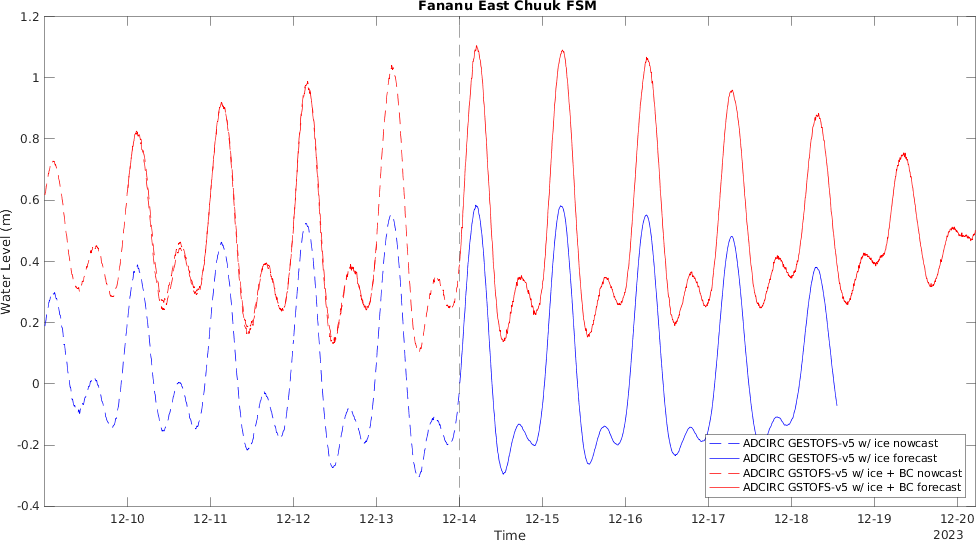 Fananu East Chuuk FSM
1.2
1
0.8
0.6
0.4
0.2
0
-0.2
-0.4
Water Level (m)
ADCIRC GESTOFS-v5 w/ ice nowcast
ADCIRC GESTOFS-v5 w/ ice forecast
ADCIRC GSTOFS-v5 w/ ice + BC nowcast
ADCIRC GSTOFS-v5 w/ ice + BC forecast
12-10 12-11 12-12 12-13 12-14 12-15 12-16 12-17 12-18 12-19 12-20
Time
2023